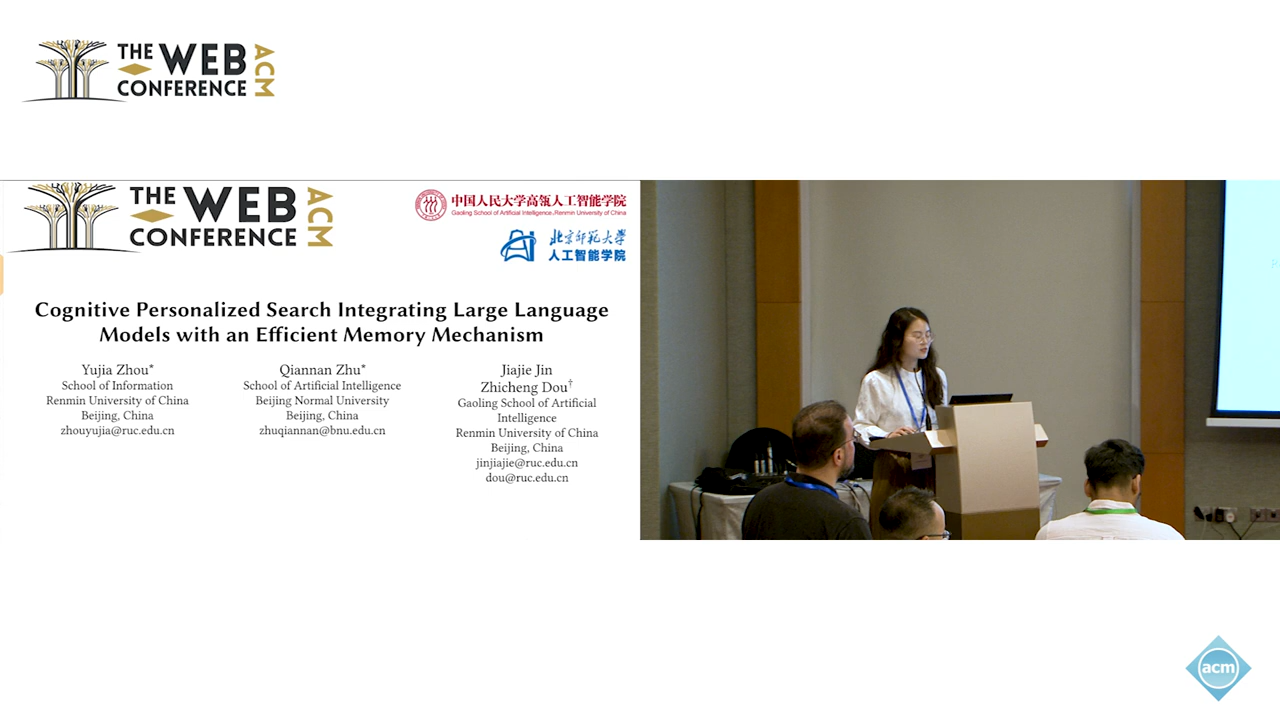 THE WEB
CONFERENCE
ACM
THE WEB
CONFERENCE
ACM
中国人民大学高瓴人工智能学院
Gaoling School of Artificial Intelligence, Renmin University of China
北京师范大学
人工智能学院
Cognitive Personalized Search Integrating Large Language
Models with an Efficient Memory Mechanism
Yujia Zhou*
School of Information
Renmin University of China
Beijing, China
zhouyujia@ruc.edu.cn
Qiannan Zhu*
School of Artificial Intelligence
Beijing Normal University
Beijing, China
zhuqiannan@bnu.edu.cn
Jiajie Jin
Zhicheng Dou†
Gaoling School of Artificial
Intelligence
Renmin University of China
Beijing, China
jinjiajie@ruc.edu.cn
dou@ruc.edu.cn
acm